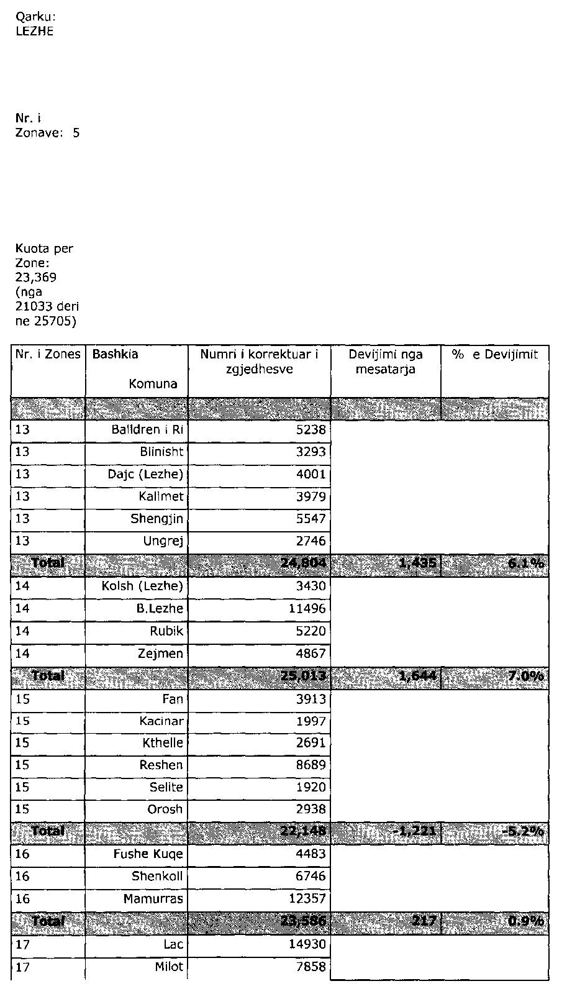 Qarku:
LEZHE
Nr. i
Zonave: 5
Kuota per
Zone:
23,369
(nga
21033 deri
ne 25705)
Nr. i Zones Bashkia Komuna Numri i korrektuar i zgjedhesve Devijimi nga mesatarja % e Devijimit
13 Balldren i Ri 5238
13 Blinisht 3293
13 Dajc (Lezhe) 4001
13 Kallmet 3979
13 Shengjin 5547
13 Ungrej 2746
Total 24,804 1,435 6.1%
14 Kolsh (Lezhe) 3430
14 B.Lezhe 11496
14 Rubik 5220
14 Zejmen 4867
Total 25,013 1,644 7.0%
15 Fan 3913
15 Kacinar 1997
15 Kthelle 2691
15 Reshen 8689
15 Selite 1920
15 Orosh 2938
Total 22,148 -1,221 -5.2%
16 Fushe Kuqe 4483
16 Shenkoll 6746
16 Mamurras 12357
Total 23,586 217 0.9%
17 Lac 14930
17 Milot 7858